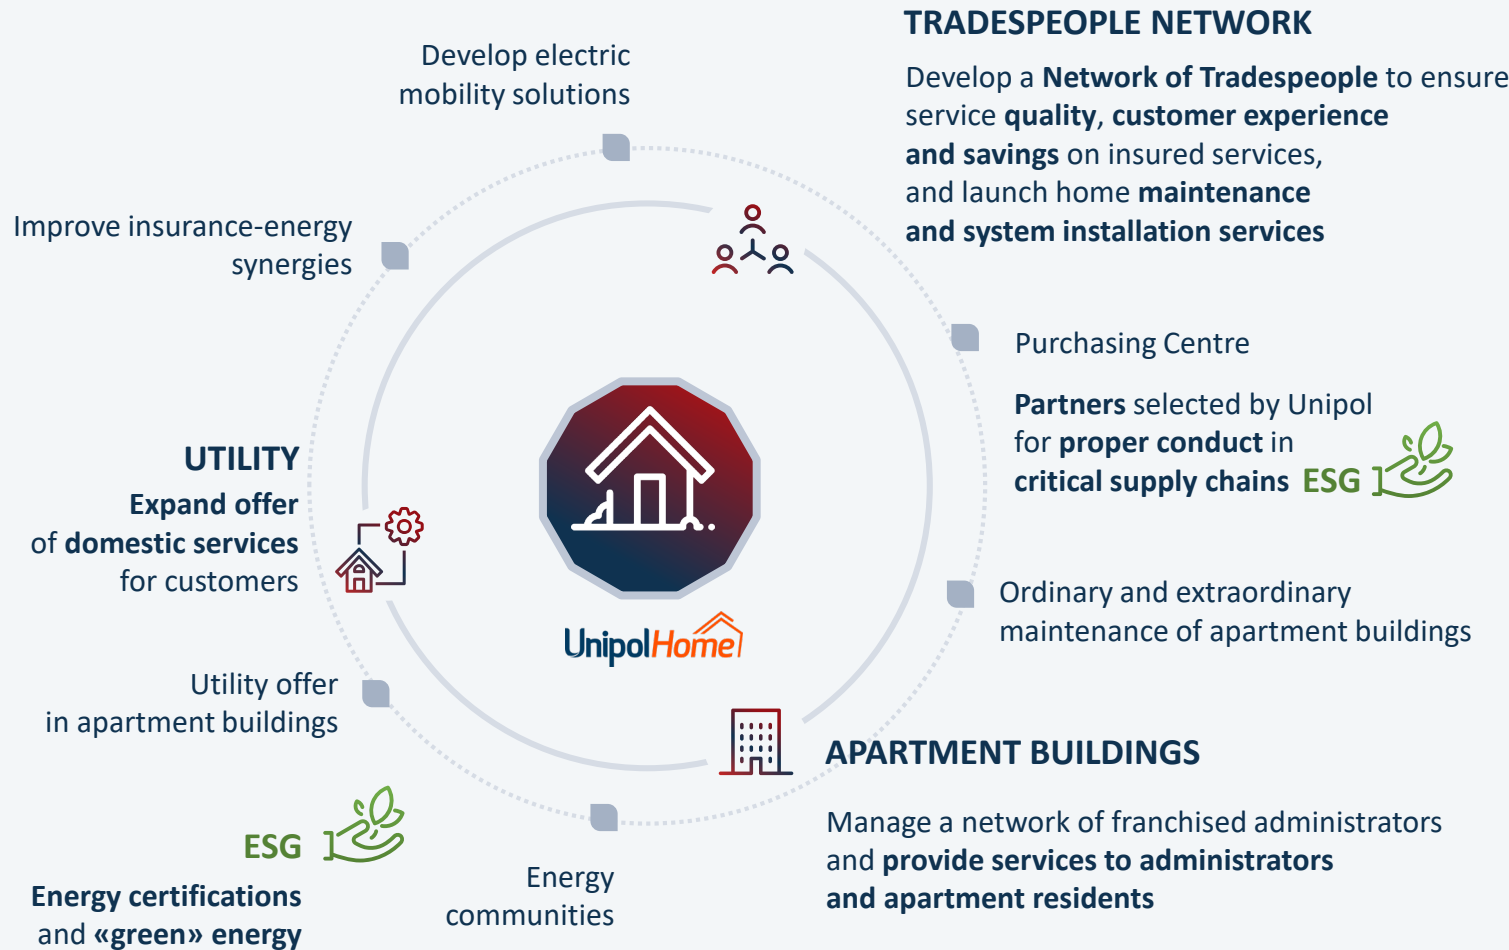 TRADESPEOPLE NETWORK
Develop a Network of Tradespeople to ensure
service quality, customer experience
and savings on insured services,
and launch home maintenance
and system installation services
Develop electric
mobility solutions
Improve insurance-energy
synergies
Purchasing Centre
Partners selected by Unipol
for proper conduct in
critical supply chains ESG
UTILITY
Expand offer
of domestic services
for customers
UnipolHome
Ordinary and extraordinary
maintenance of apartment buildings
Utility offer
in apartment buildings
APARTMENT BUILDINGS
Manage a network of franchised administrators
and provide services to administrators
and apartment residents
ESG
Energy certifications
and «green» energy
Energy
communities